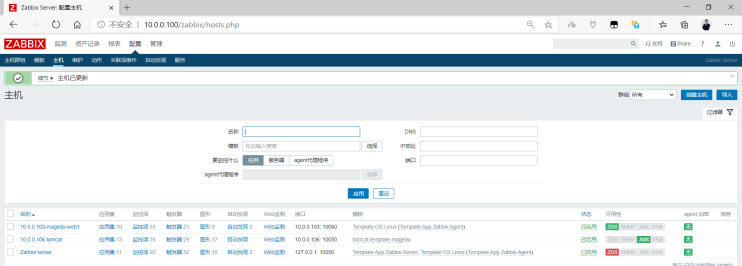 Zabbix Server: 配置主机
不安全 | 10.0.0.100/zabbix/hosts.php
ZABBIX 监测 资产记录 报表 配置 管理 支持 Share ?
主机群组 模板 主机 维护 动作 关联项事件 自动发现 服务 Zabbix Server
细节 主机已更新
主机 群组 所有 创建主机 导入
过滤器
名称 DNS
模板 在此输入搜索 选择 IP地址
要监控什么 任何 服务器 agent代理程序 端口
agent代理程序 选择
应用 重设
名称 应用集 监控项 触发器 图形 自动发现 Web监测 接口 模板 状态 可用性 agent 加密 信息
10.0.0.103-magedu-web1 应用集 10 监控项 51 触发器 21 图形 9 自动发现 2 Web监测 10.0.0.103: 10050 Template OS Linux (Template App Zabbix Agent) 已启用 ZBX SNMP JMX IPMI 无
10.0.0.106-tomcat 应用集 13 监控项 75 触发器 29 图形 17 自动发现 2 Web监测 10.0.0.106: 10050 tomcat-template-magedu 已启用 ZBX SNMP JMX IPMI 无
Zabbix server 应用集 11 监控项 触发器 图形 15 自动发现 2 Web监测 127.0.0.1: 10050 Template App Zabbix Server, Template OS Linux (Template App Zabbix Agent) 已启用 ZBX SNMP JMX IPMI 无